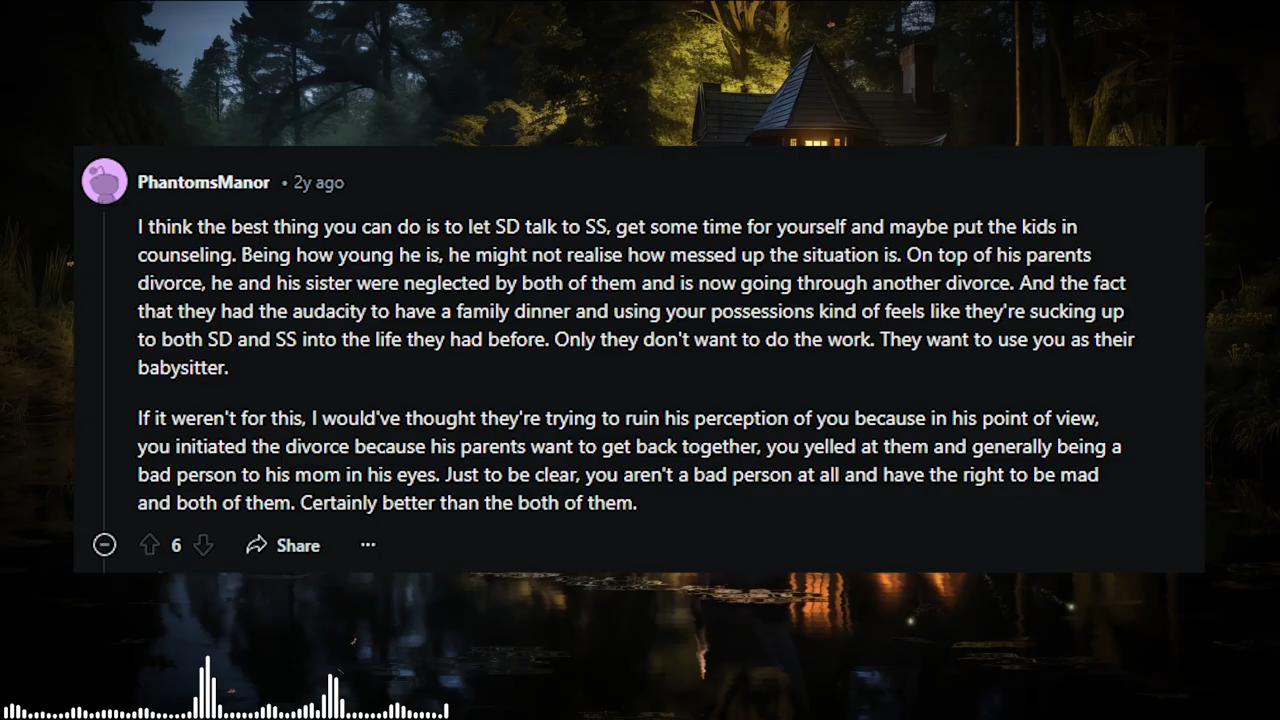 PhantomsManor • 2y ago
I think the best thing you can do is to let SD talk to SS, get some time for yourself and maybe put the kids in
counseling. Being how young he is, he might not realise how messed up the situation is. On top of his parents
divorce, he and his sister were neglected by both of them and is now going through another divorce. And the fact
that they had the audacity to have a family dinner and using your possessions kind of feels like they're sucking up
to both SD and SS into the life they had before. Only they don't want to do the work. They want to use you as their
babysitter.
If it weren't for this, I would've thought they're trying to ruin his perception of you because in his point of view,
you initiated the divorce because his parents want to get back together, you yelled at them and generally being a
bad person to his mom in his eyes. Just to be clear, you aren't a bad person at all and have the right to be mad
and both of them. Certainly better than the both of them.
6 Share ...